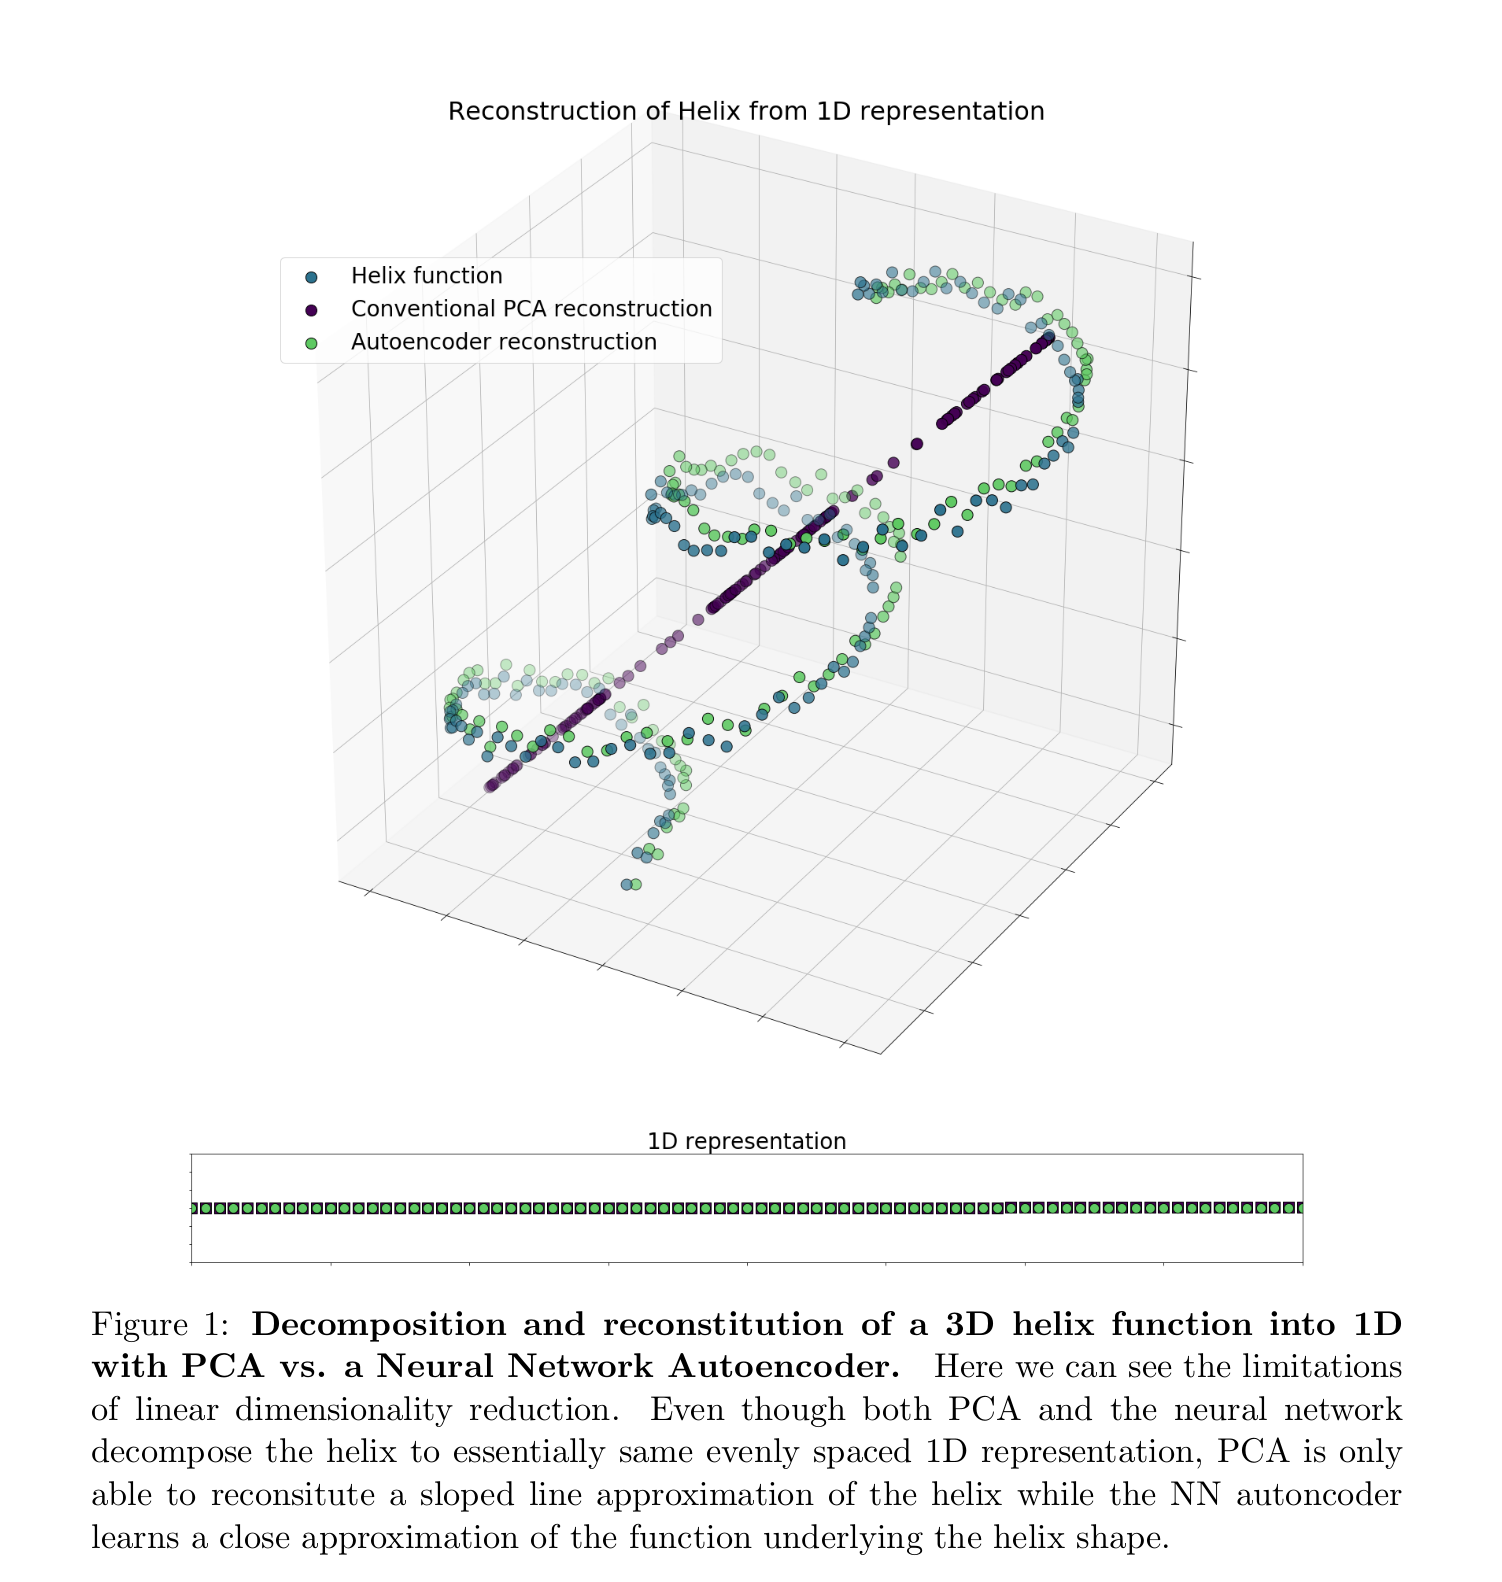 Reconstruction of Helix from 1D representation
Helix function
Conventional PCA reconstruction
Autoencoder reconstruction
1D representation
Figure 1: Decomposition and reconstitution of a 3D helix function into 1D
with PCA vs. a Neural Network Autoencoder. Here we can see the limitations
of linear dimensionality reduction. Even though both PCA and the neural network
decompose the helix to essentially same evenly spaced 1D representation, PCA is only
able to reconsitute a sloped line approximation of the helix while the NN autoncoder
learns a close approximation of the function underlying the helix shape.